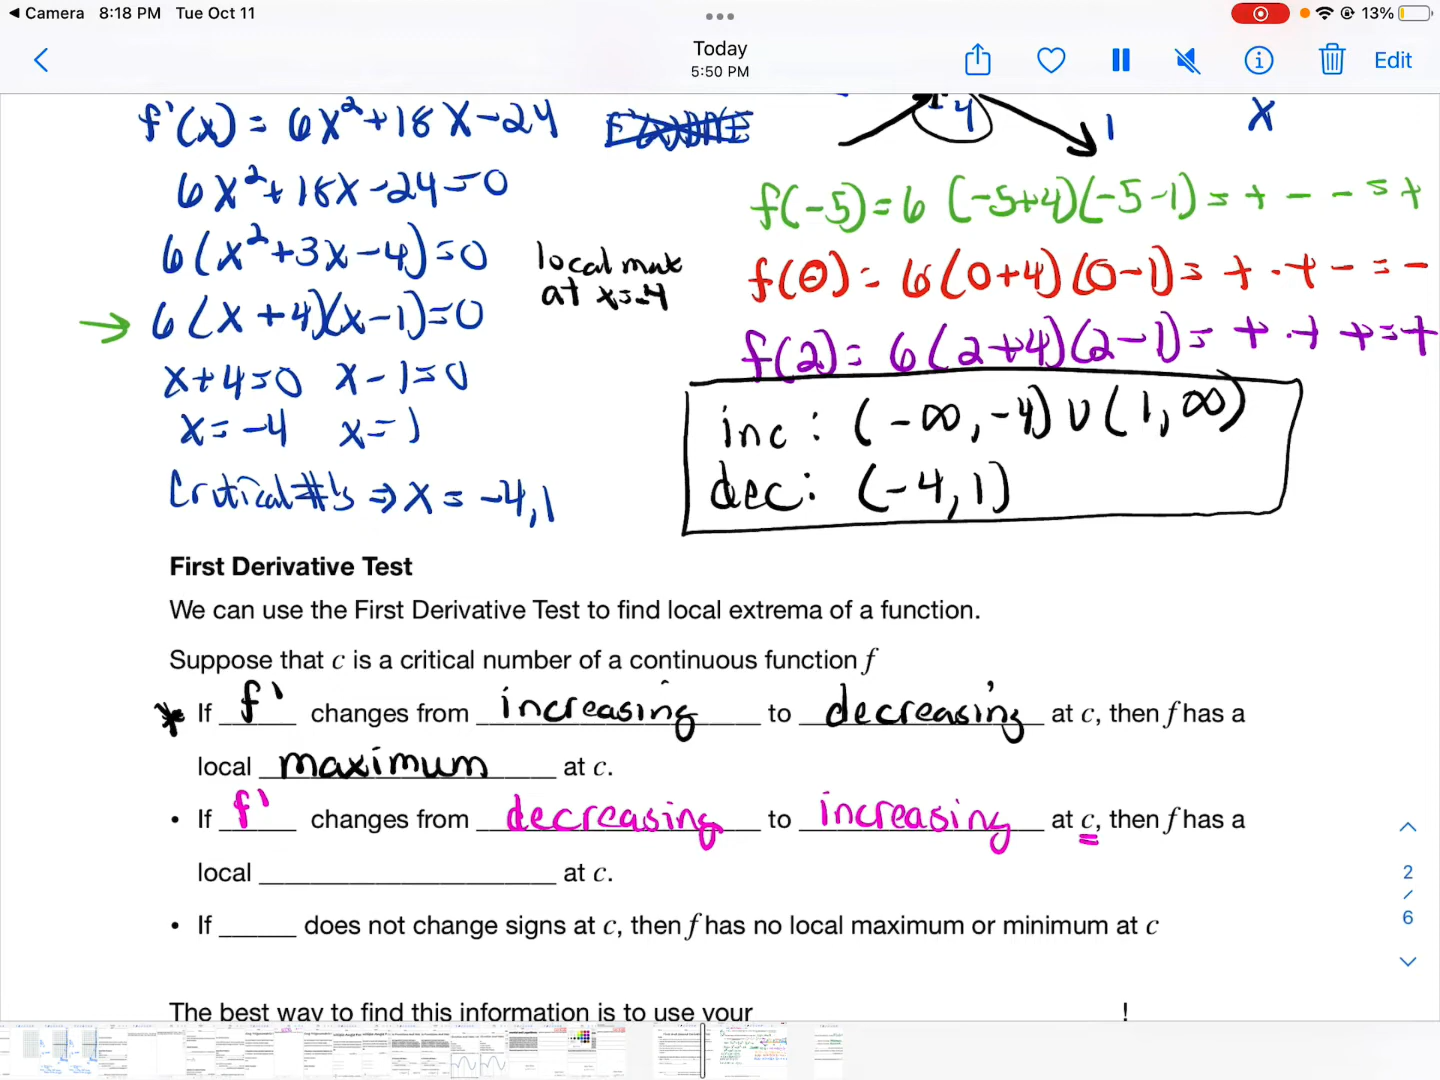 Camera 8:18 PM Tue Oct 11 13%
Today
5:50 PM
Edit
f'(x) = 6x²+18x-24
6x²+18x-24=0
6(x²+3x-4)=0
6(x+4)(x-1)=0
x+4=0 x-1=0
x=-4 x=1
Critical #'s ⇒ x = -4,1
local max
at x=-4
-4 1 x
f(-5)=6 (-5+4)(-5-1)= + - - = +
f(0)= 6(0+4)(0-1)= + · + - = -
f(2)= 6(2+4)(2-1)= + · + + = +
inc: (-∞,-4)∪(1,∞)
dec: (-4,1)
First Derivative Test
We can use the First Derivative Test to find local extrema of a function.
Suppose that c is a critical number of a continuous function f
* If f' changes from increasing to decreasing at c, then f has a
local maximum at c.
• If f' changes from decreasing to increasing at c, then f has a
local ______ at c.
• If ______ does not change signs at c, then f has no local maximum or minimum at c
The best way to find this information is to use your !
2
/
6